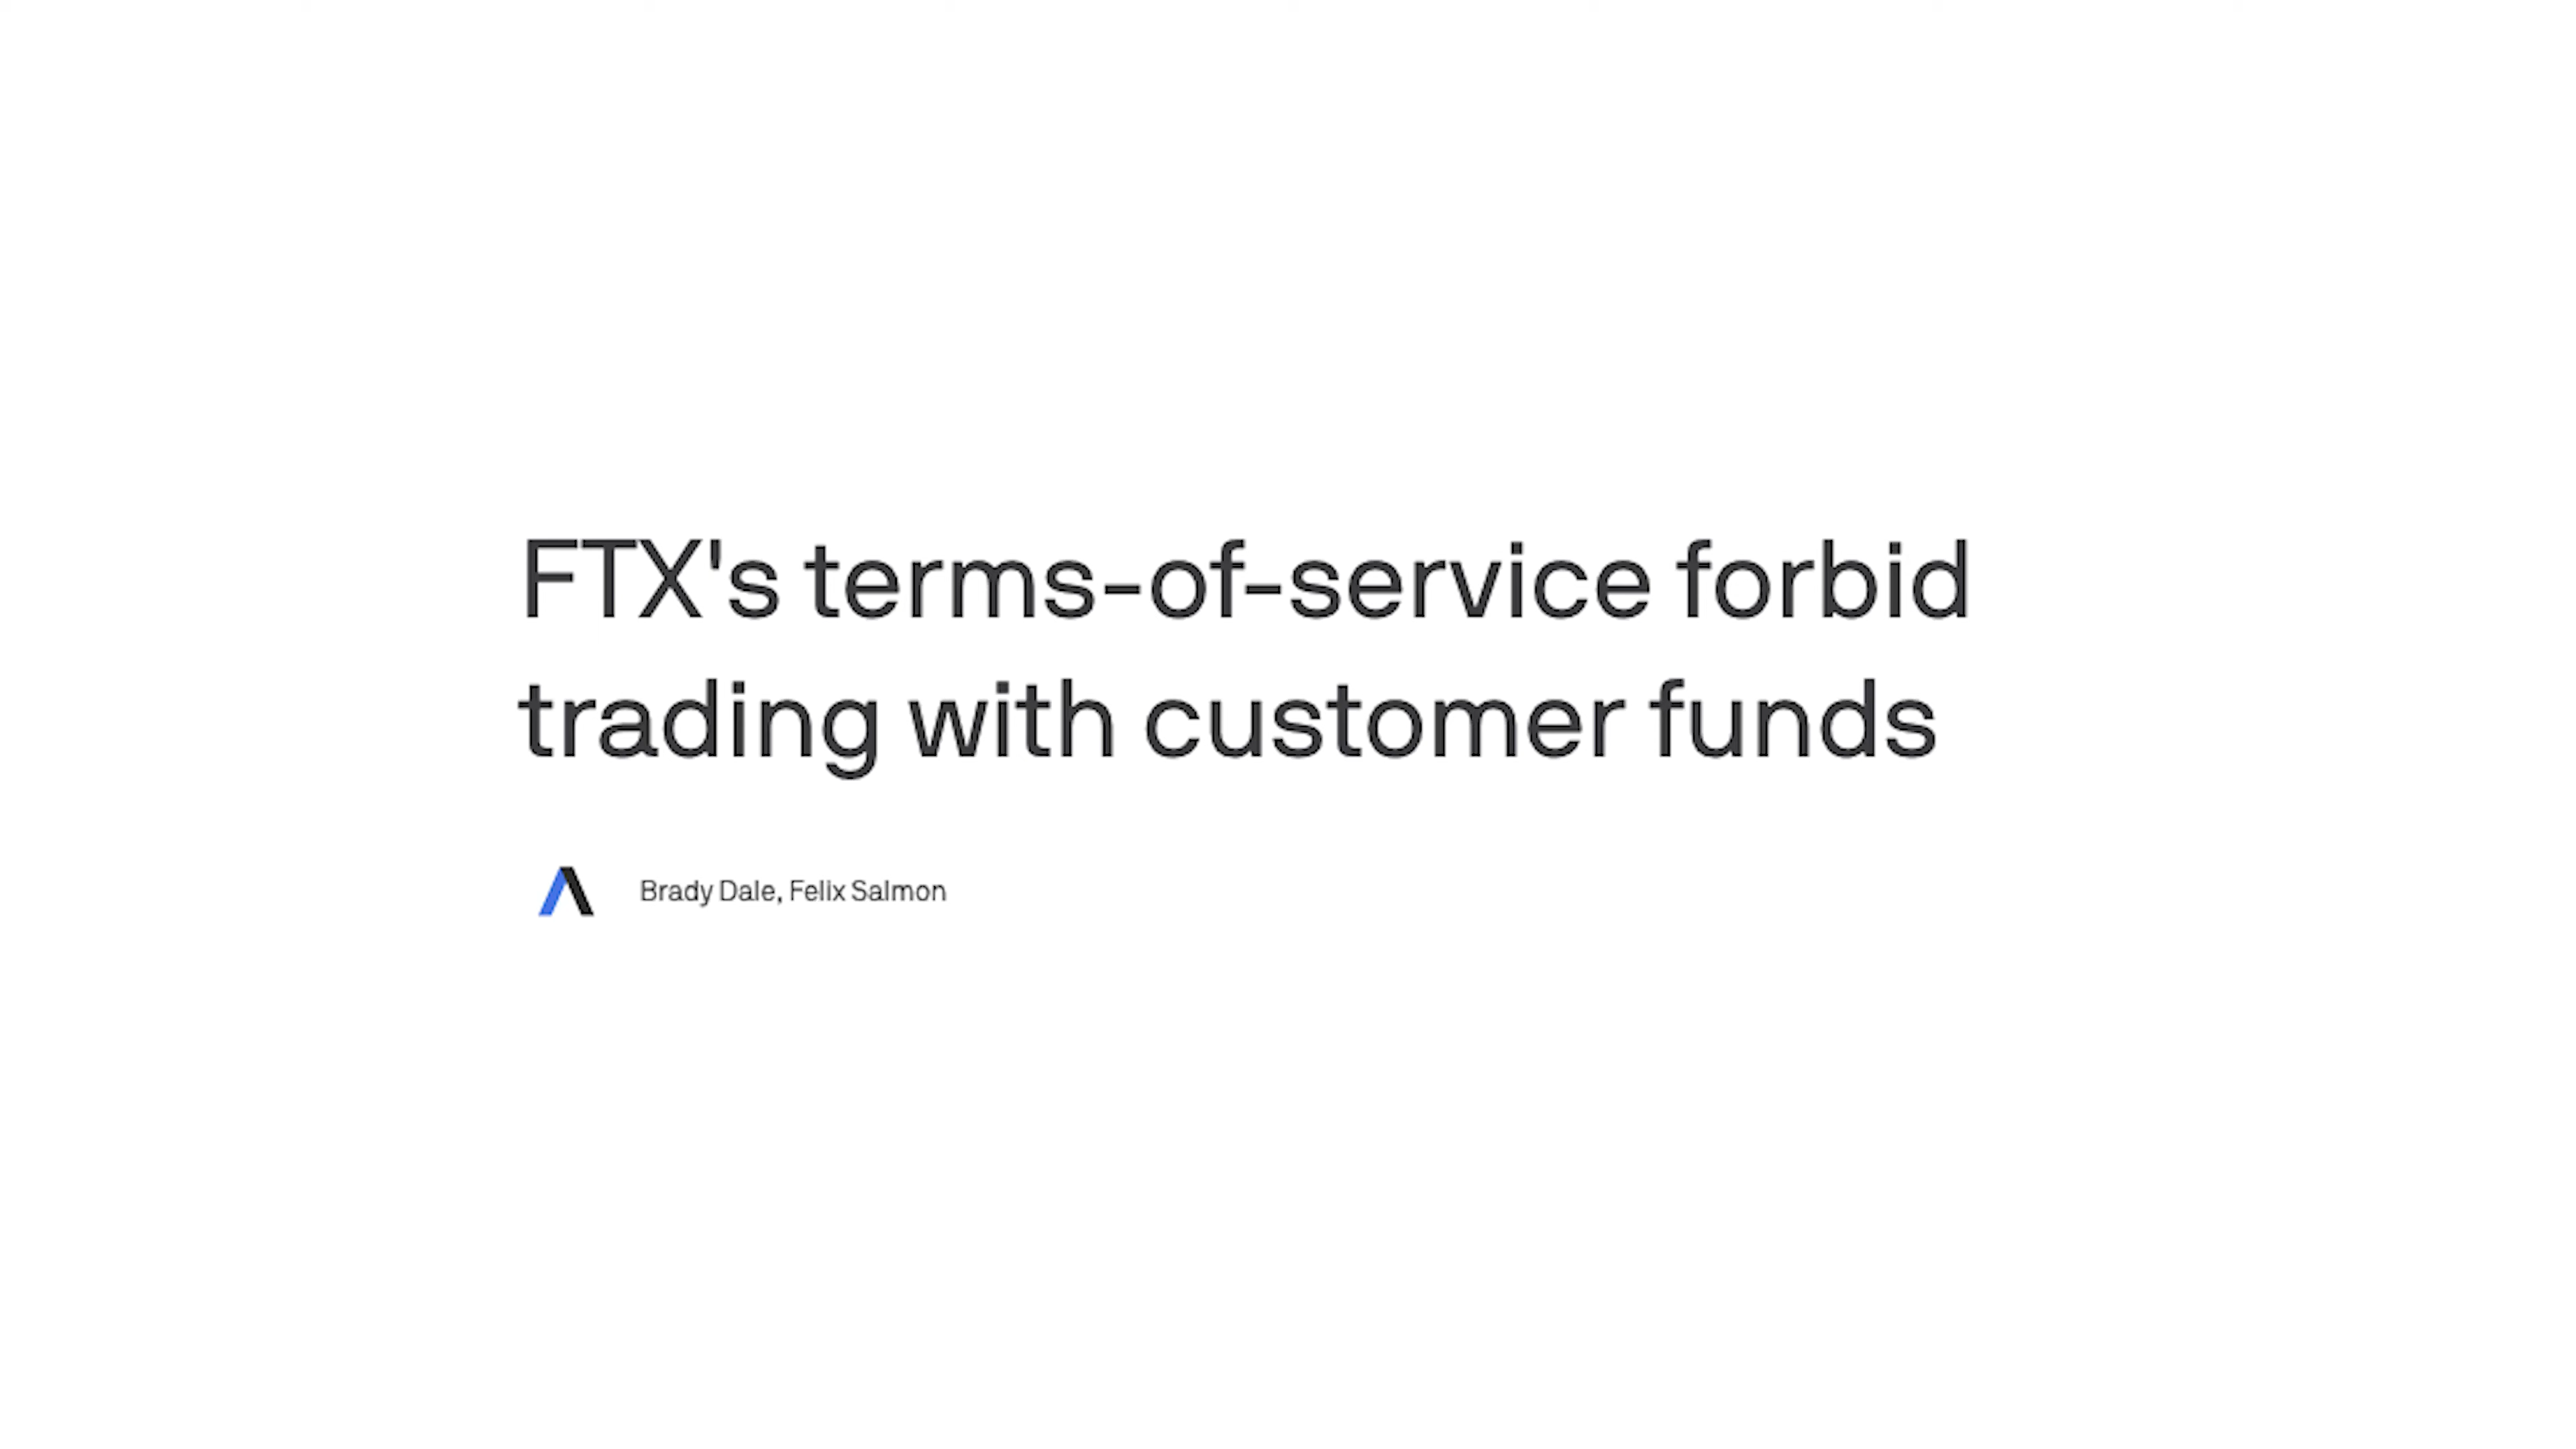 FTX's terms-of-service forbid
trading with customer funds
Brady Dale, Felix Salmon